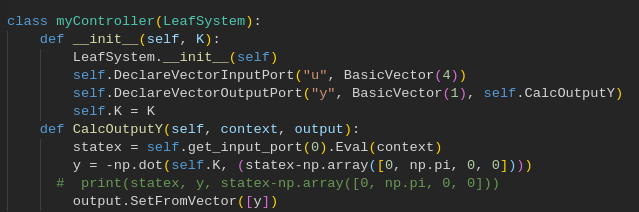 class myController(LeafSystem):
    def __init__(self, K):
        LeafSystem.__init__(self)
        self.DeclareVectorInputPort("u", BasicVector(4))
        self.DeclareVectorOutputPort("y", BasicVector(1), self.CalcOutputY)
        self.K = K
    def CalcOutputY(self, context, output):
        statex = self.get_input_port(0).Eval(context)
        y = -np.dot(self.K, (statex-np.array([0, np.pi, 0, 0])))
      #  print(statex, y, statex-np.array([0, np.pi, 0, 0]))
        output.SetFromVector([y])